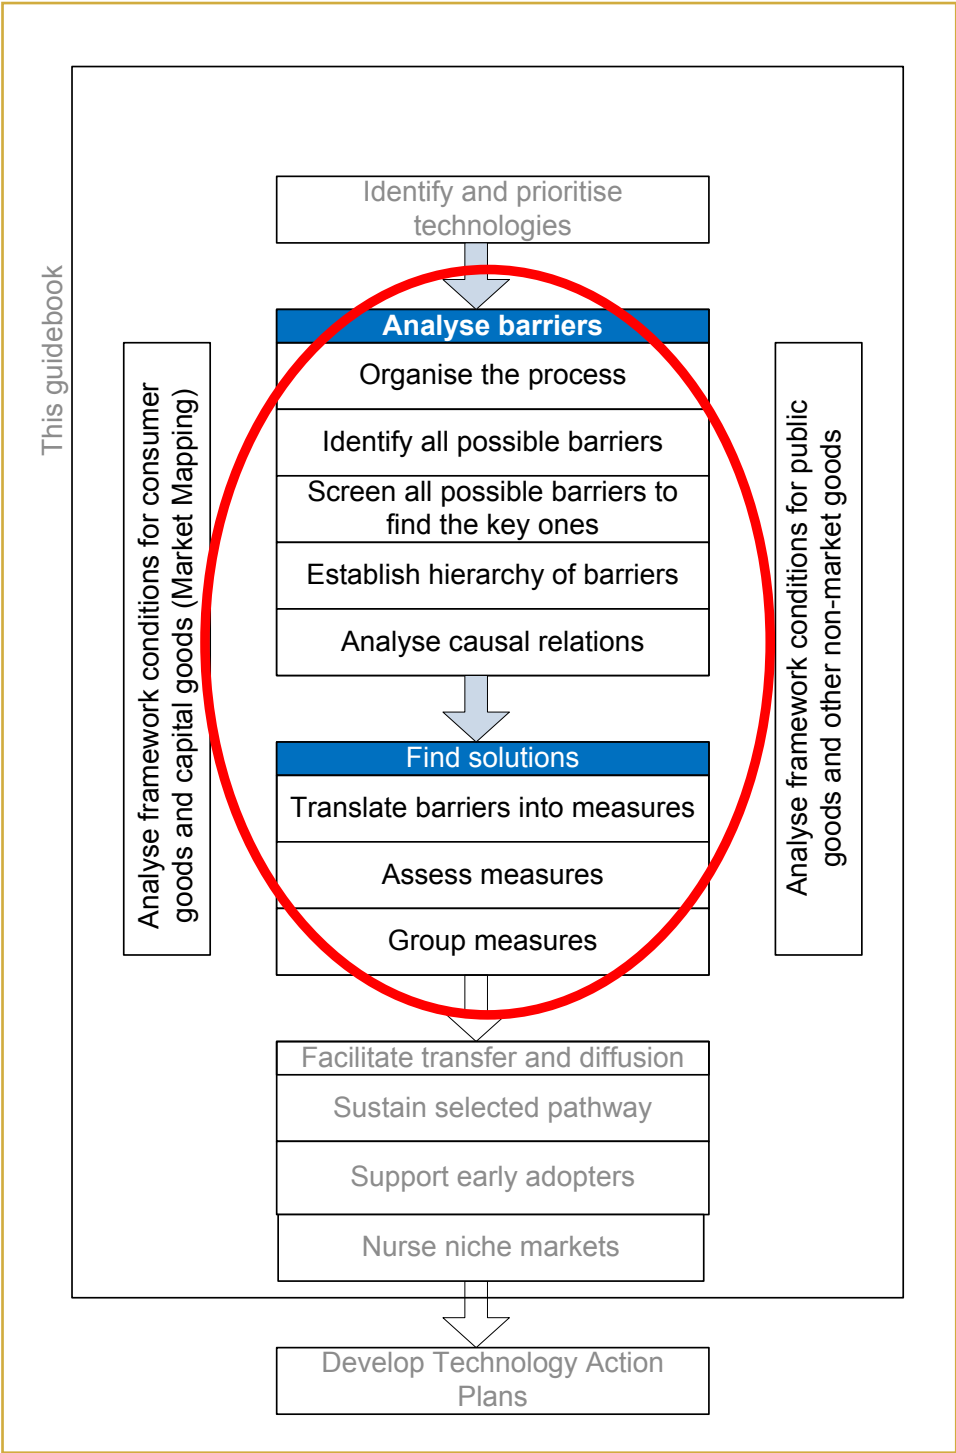 This guidebook
Identify and prioritise
technologies
Analyse barriers
Organise the process
Identify all possible barriers
Screen all possible barriers to
find the key ones
Establish hierarchy of barriers
Analyse causal relations
Analyse framework conditions for consumer
goods and capital goods (Market Mapping)
Analyse framework conditions for public
goods and other non-market goods
Find solutions
Translate barriers into measures
Assess measures
Group measures
Facilitate transfer and diffusion
Sustain selected pathway
Support early adopters
Nurse niche markets
Develop Technology Action
Plans